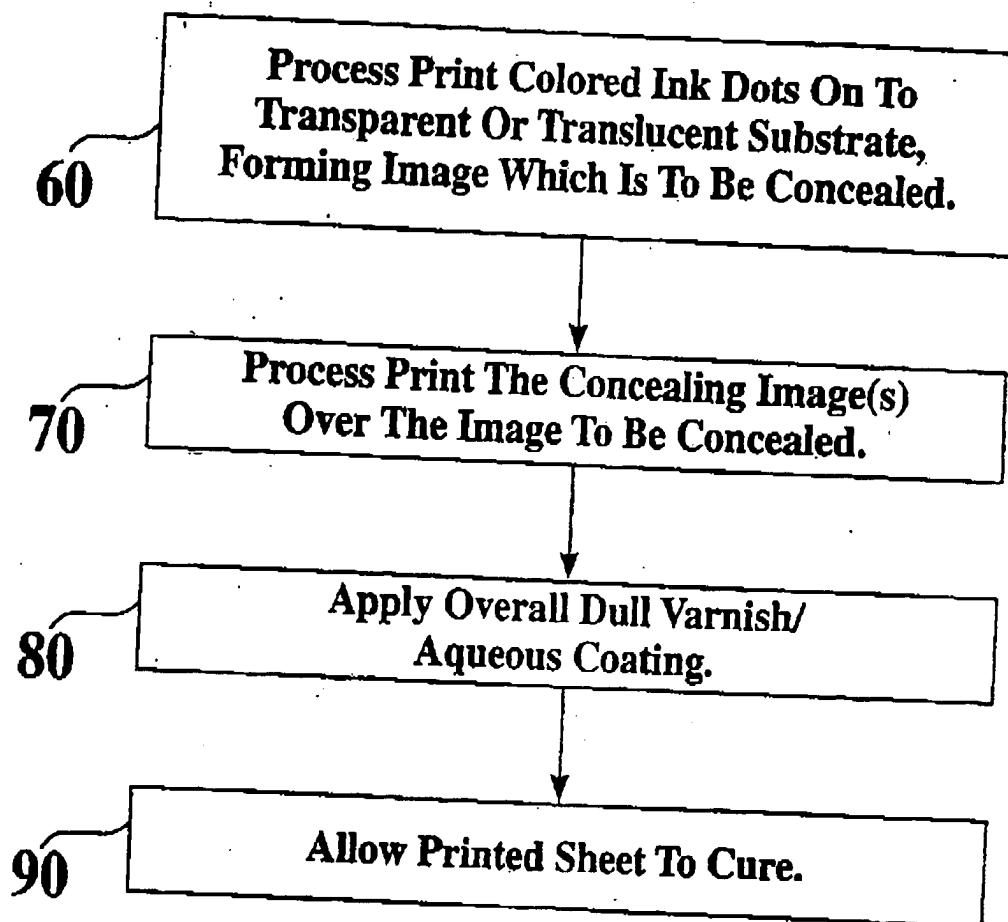 Process Print Colored Ink Dots On To
Transparent Or Translucent Substrate,
Forming Image Which Is To Be Concealed.
60
Process Print The Concealing Image(s)
Over The Image To Be Concealed.
70
Apply Overall Dull Varnish/
Aqueous Coating.
80
Allow Printed Sheet To Cure.
90